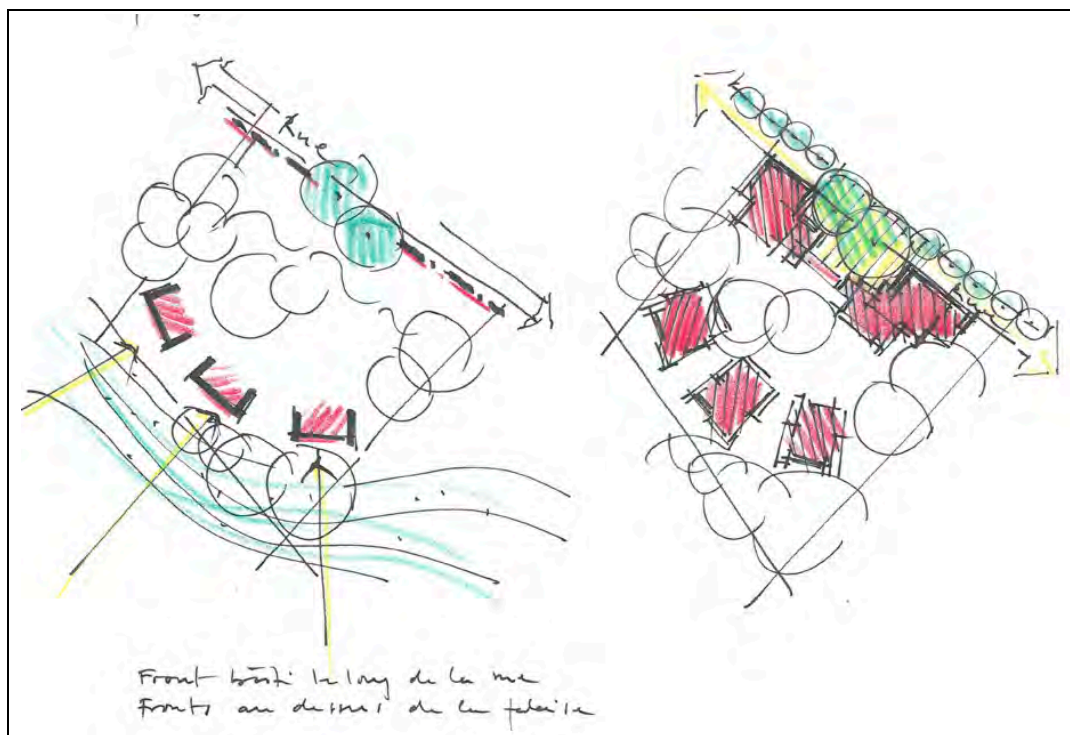 Rue
Front bâti le long de la rue
Fronts au dessus de la falaise